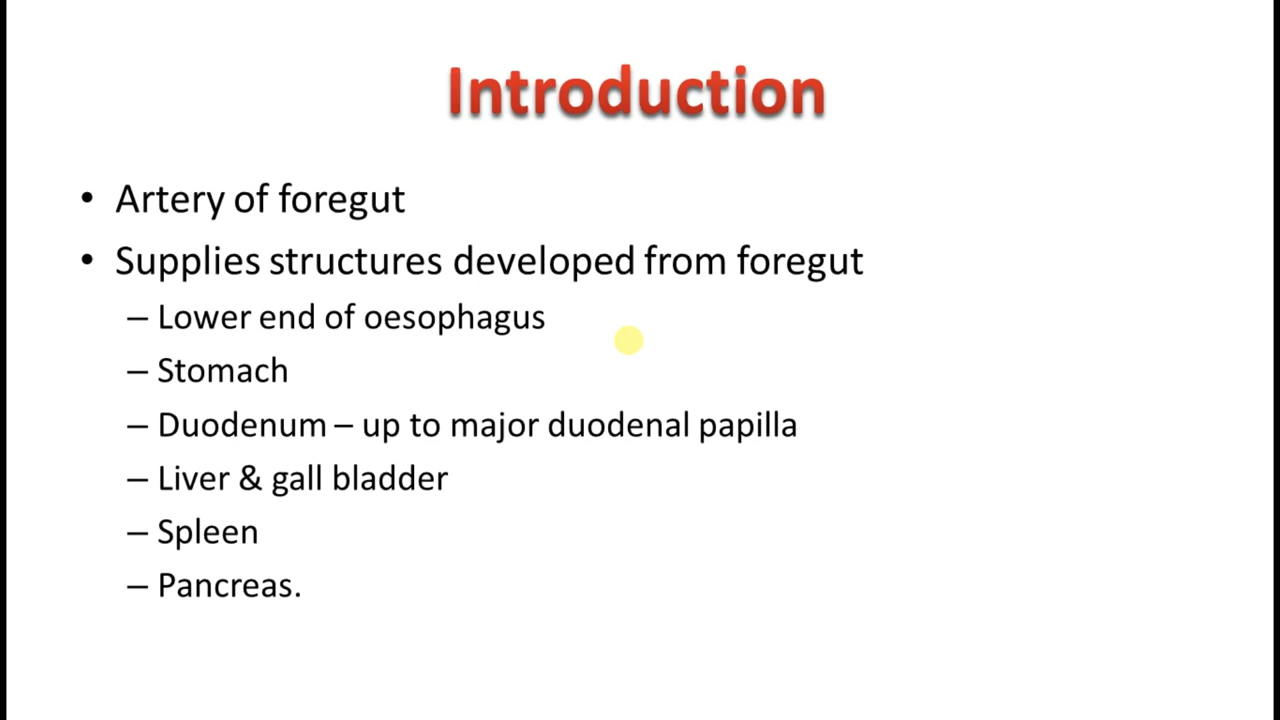 Introduction
• Artery of foregut
• Supplies structures developed from foregut
– Lower end of oesophagus
– Stomach
– Duodenum – up to major duodenal papilla
– Liver & gall bladder
– Spleen
– Pancreas.